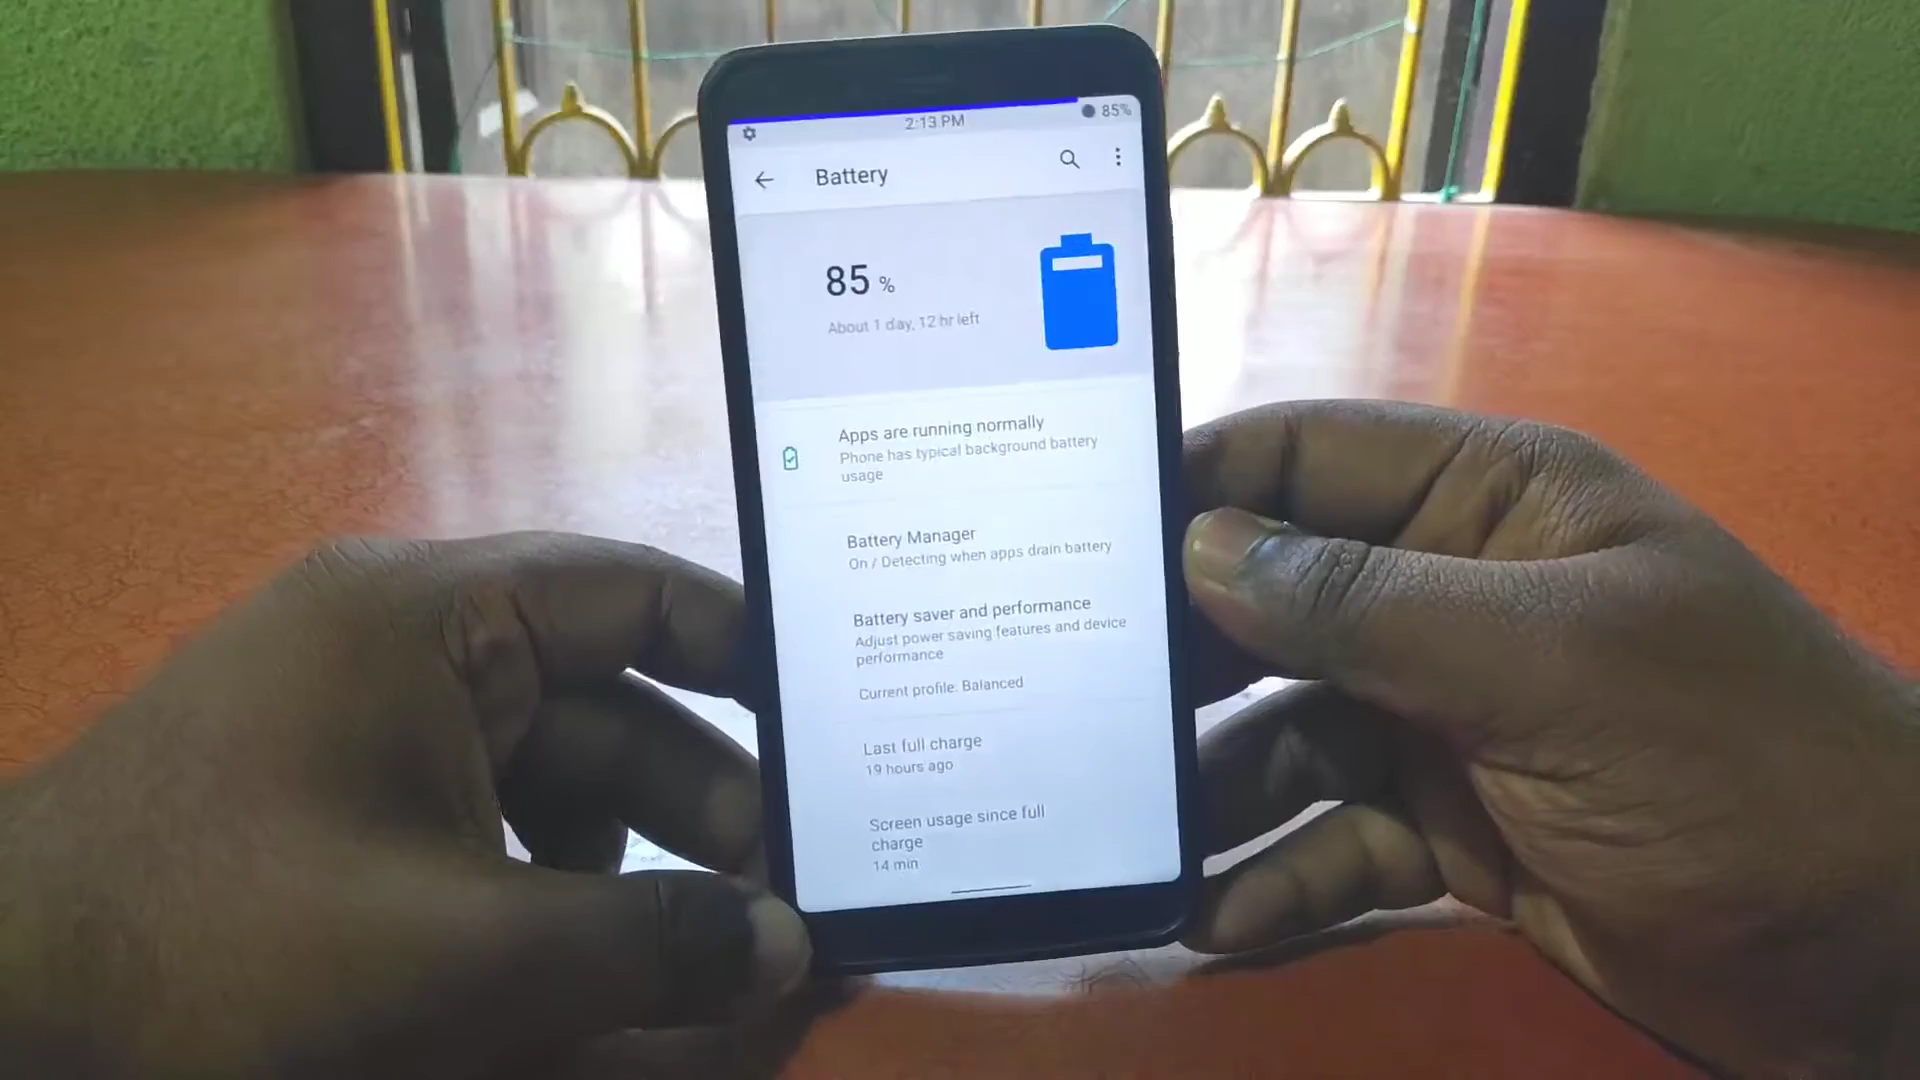 2:13 PM
85%
Battery
85 %
About 1 day, 12 hr left
Apps are running normally
Phone has typical background battery
usage
Battery Manager
On / Detecting when apps drain battery
Battery saver and performance
Adjust power saving features and device
performance
Current profile: Balanced
Last full charge
19 hours ago
Screen usage since full
charge
14 min